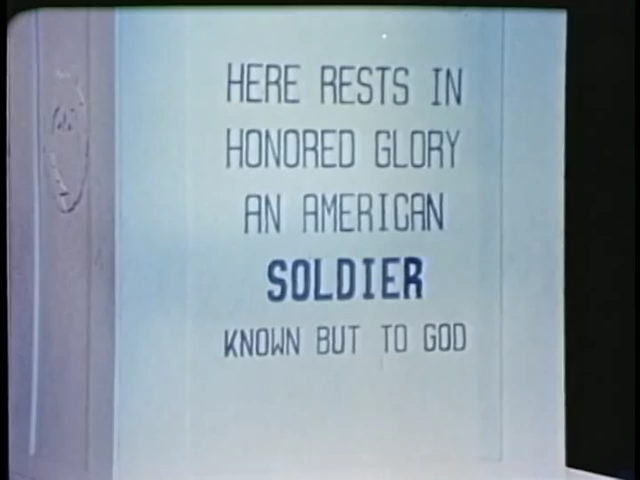 HERE RESTS IN
HONORED GLORY
AN AMERICAN
SOLDIER
KNOWN BUT TO GOD